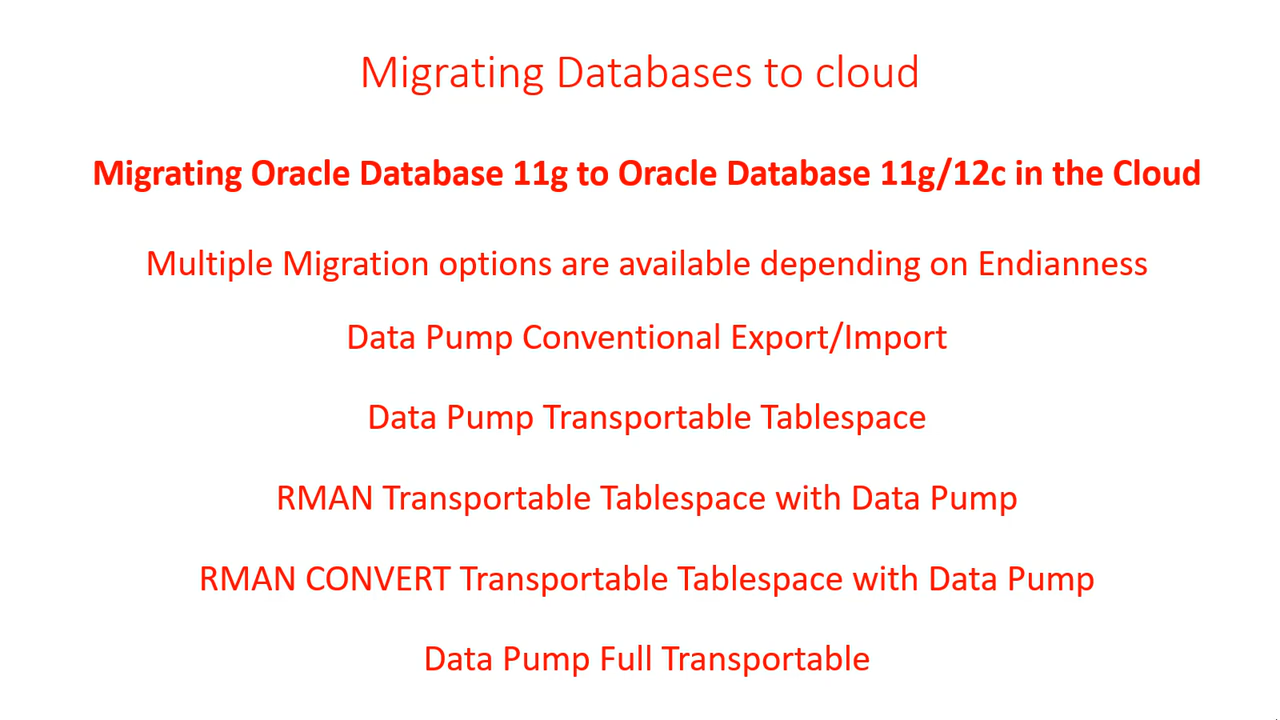 Migrating Databases to cloud
Migrating Oracle Database 11g to Oracle Database 11g/12c in the Cloud
Multiple Migration options are available depending on Endianness
Data Pump Conventional Export/Import
Data Pump Transportable Tablespace
RMAN Transportable Tablespace with Data Pump
RMAN CONVERT Transportable Tablespace with Data Pump
Data Pump Full Transportable